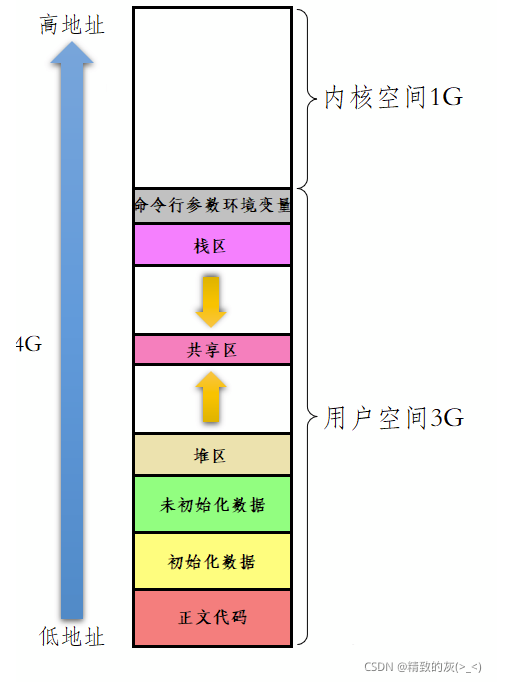 高地址
内核空间1G
命令行参数环境变量
栈区
4G
共享区
用户空间3G
堆区
未初始化数据
初始化数据
正文代码
低地址
CSDN @精致的灰(>_<)